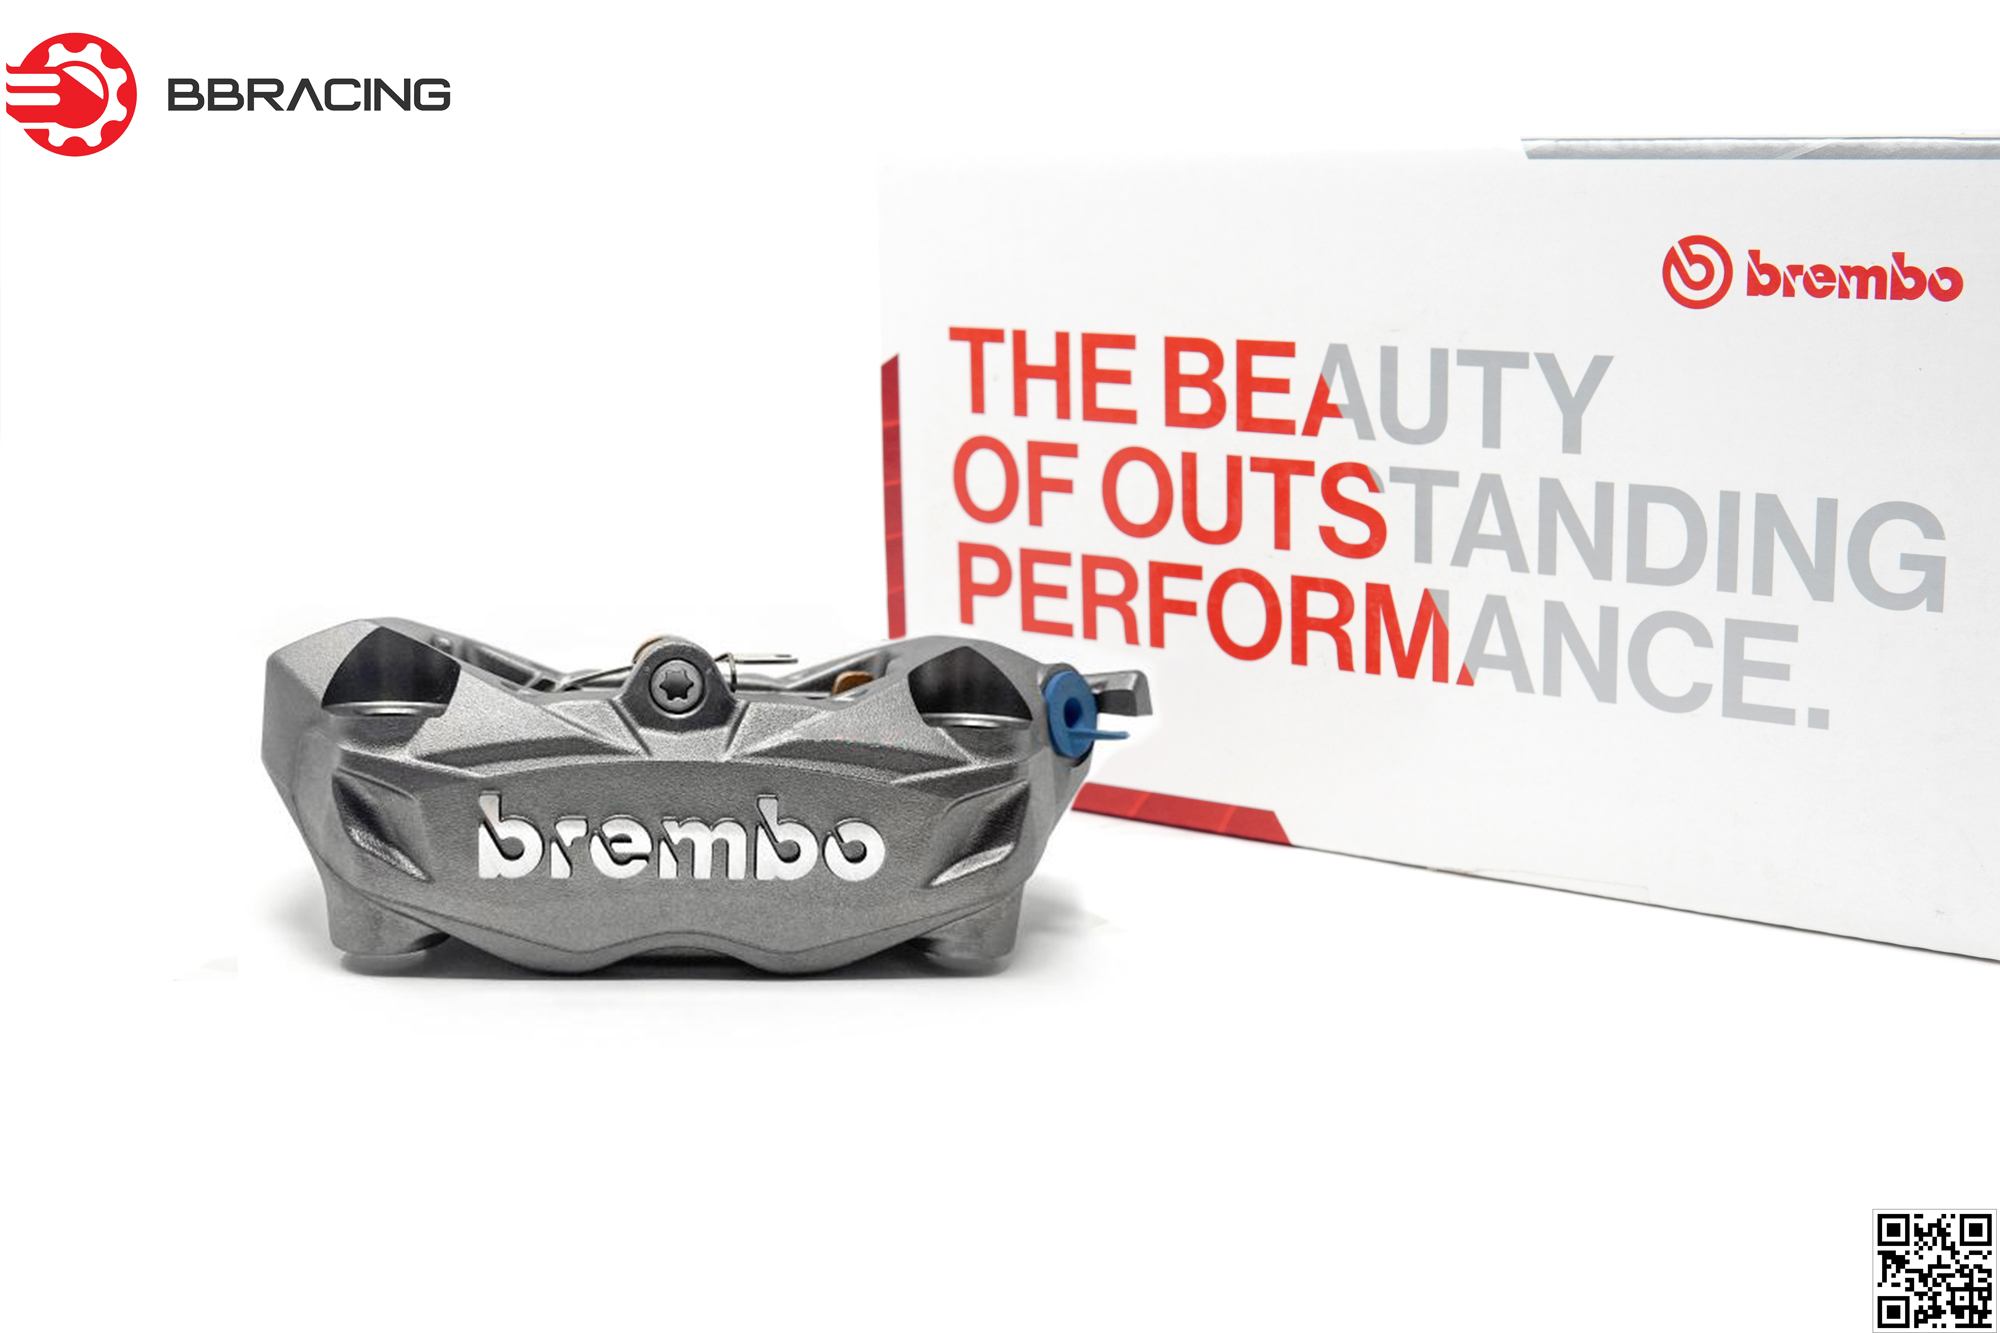 BBRACING
brembo
THE BEAUTY
OF OUTSTANDING
PERFORMANCE.
brembo